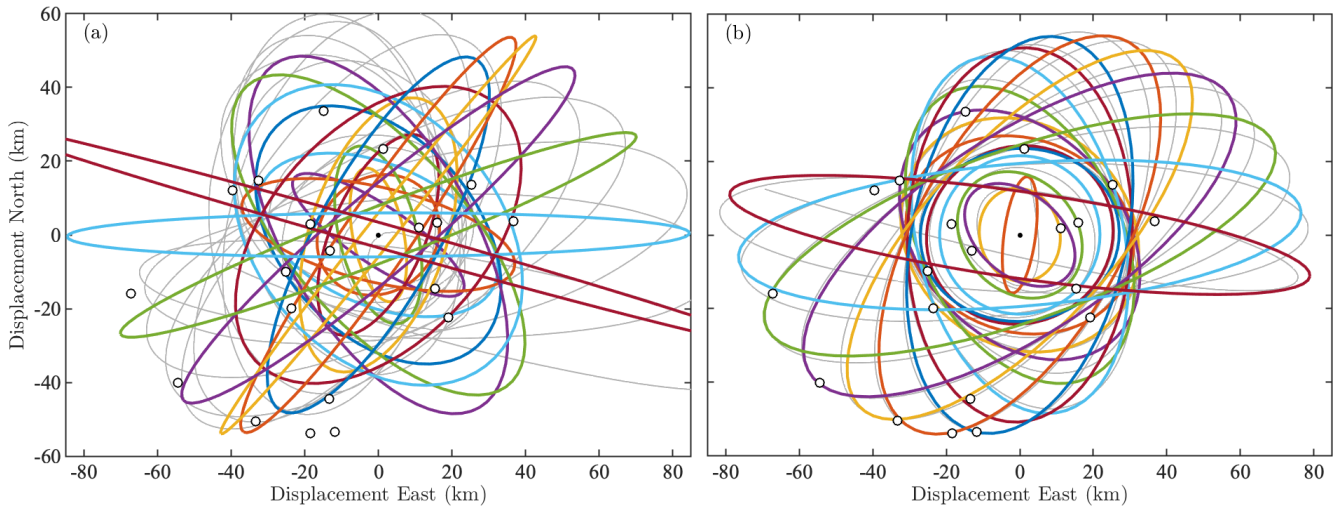 (a)
(b)
Displacement North (km)
60
40
20
0
-20
-40
-60
-80 -60 -40 -20 0 20 40 60 80
-80 -60 -40 -20 0 20 40 60 80
Displacement East (km)
Displacement East (km)